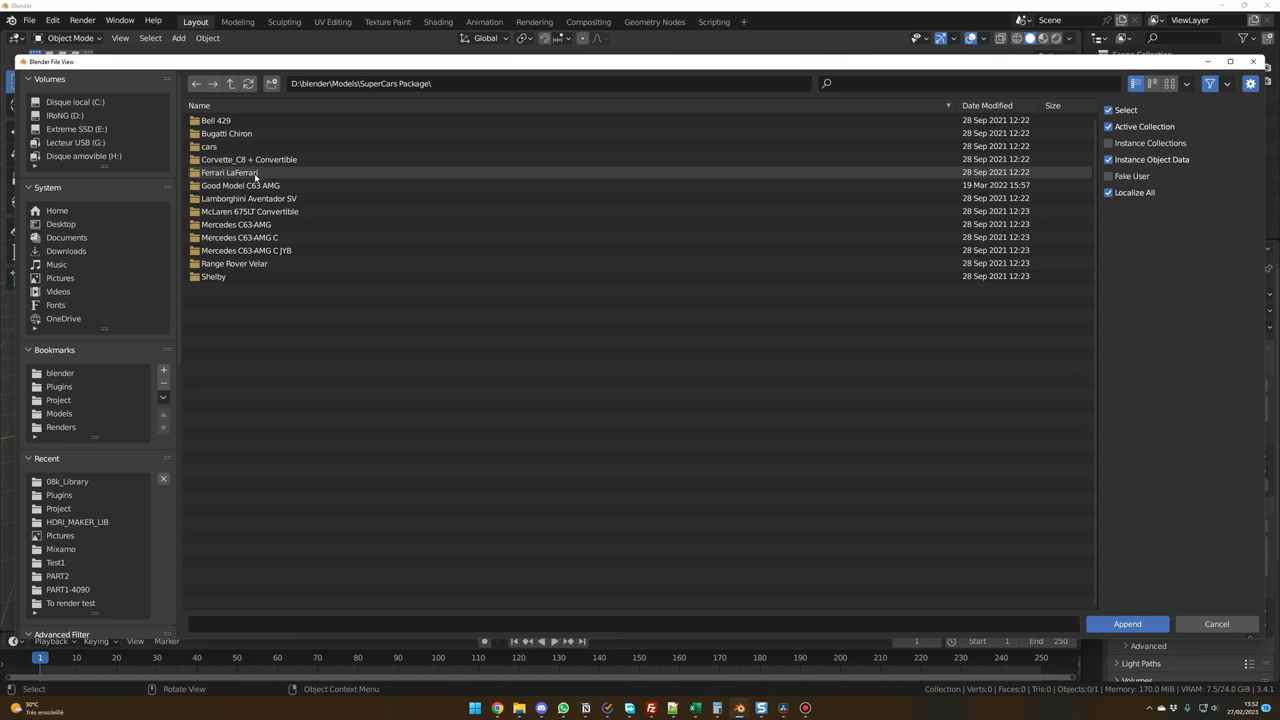 Blender
File Edit Render Window Help
Layout Modeling Sculpting UV Editing Texture Paint Shading Animation Rendering Compositing Geometry Nodes Scripting
Scene
ViewLayer
Object Mode View Select Add Object
Global
Blender File View
Volumes
Disque local (C:)
IRoNG (D:)
Extreme SSD (E:)
Lecteur USB (G:)
Disque amovible (H:)
System
Home
Desktop
Documents
Downloads
Music
Pictures
Videos
Fonts
OneDrive
Bookmarks
blender
Plugins
Project
Models
Renders
Recent
08k_Library
Plugins
Project
HDRI_MAKER_LIB
Pictures
Mixamo
Test1
PART2
PART1-4090
To render test
Advanced Filter
D:\blender\Models\SuperCars Package\
Name Date Modified Size
Bell 429 28 Sep 2021 12:22
Bugatti Chiron 28 Sep 2021 12:22
cars 28 Sep 2021 12:22
Corvette_C8 + Convertible 28 Sep 2021 12:22
Ferrari LaFerrari 28 Sep 2021 12:22
Good Model C63 AMG 19 Mar 2022 15:57
Lamborghini Aventador SV 28 Sep 2021 12:22
McLaren 675LT Convertible 28 Sep 2021 12:23
Mercedes C63-AMG 28 Sep 2021 12:23
Mercedes C63-AMG C 28 Sep 2021 12:23
Mercedes C63-AMG C JYB 28 Sep 2021 12:23
Range Rover Velar 28 Sep 2021 12:23
Shelby 28 Sep 2021 12:23
Select
Active Collection
Instance Collections
Instance Object Data
Fake User
Localize All
Append Cancel
Playback Keying View Marker
1 Start 1 End 250
1 10 20 30 40 50 60 70 80 90 100 110 120 130 140 150 160 170 180 190 200 210 220 230 240 250
Advanced
Light Paths
Volumes
Select Rotate View Object Context Menu
Collection | Verts:0 | Faces:0 | Tris:0 | Objects:0/1 | Memory: 170.0 MiB | VRAM: 7.5/24.0 GiB | 3.4.1
30°C
Très ensoleillé
13:52
27/02/2023